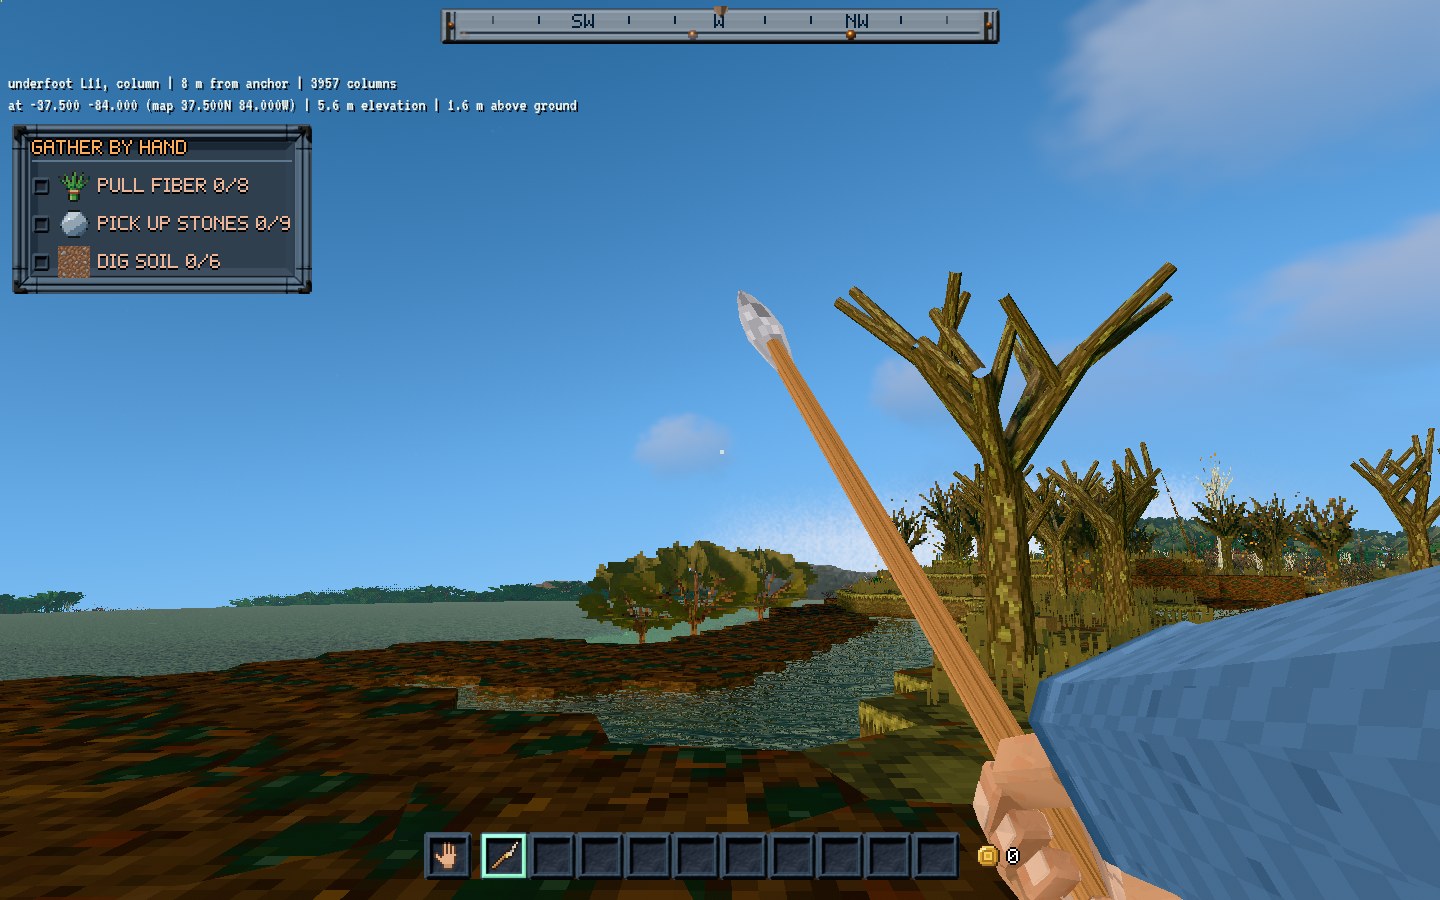 SW W NW
underfoot L11, column | 8 m from anchor | 3957 columns
at -37.500 -84.000 (map 37.500N 84.000W) | 5.6 m elevation | 1.6 m above ground
GATHER BY HAND
PULL FIBER 0/8
PICK UP STONES 0/9
DIG SOIL 0/6
0